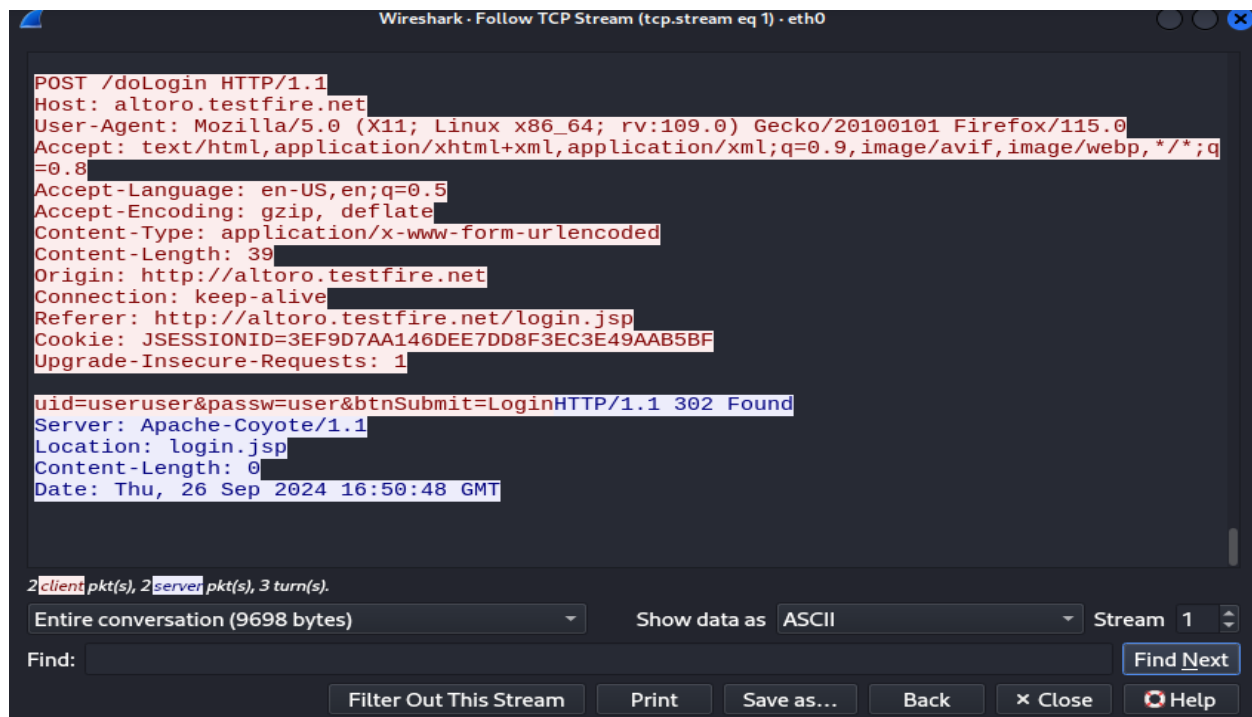 Wireshark · Follow TCP Stream (tcp.stream eq 1) · eth0
POST /doLogin HTTP/1.1
Host: altoro.testfire.net
User-Agent: Mozilla/5.0 (X11; Linux x86_64; rv:109.0) Gecko/20100101 Firefox/115.0
Accept: text/html,application/xhtml+xml,application/xml;q=0.9,image/avif,image/webp,*/*;q
=0.8
Accept-Language: en-US,en;q=0.5
Accept-Encoding: gzip, deflate
Content-Type: application/x-www-form-urlencoded
Content-Length: 39
Origin: http://altoro.testfire.net
Connection: keep-alive
Referer: http://altoro.testfire.net/login.jsp
Cookie: JSESSIONID=3EF9D7AA146DEE7DD8F3EC3E49AAB5BF
Upgrade-Insecure-Requests: 1
uid=useruser&passw=user&btnSubmit=LoginHTTP/1.1 302 Found
Server: Apache-Coyote/1.1
Location: login.jsp
Content-Length: 0
Date: Thu, 26 Sep 2024 16:50:48 GMT
2 client pkt(s), 2 server pkt(s), 3 turn(s).
Entire conversation (9698 bytes) Show data as ASCII Stream 1
Find: Find Next
Filter Out This Stream Print Save as... Back × Close Help